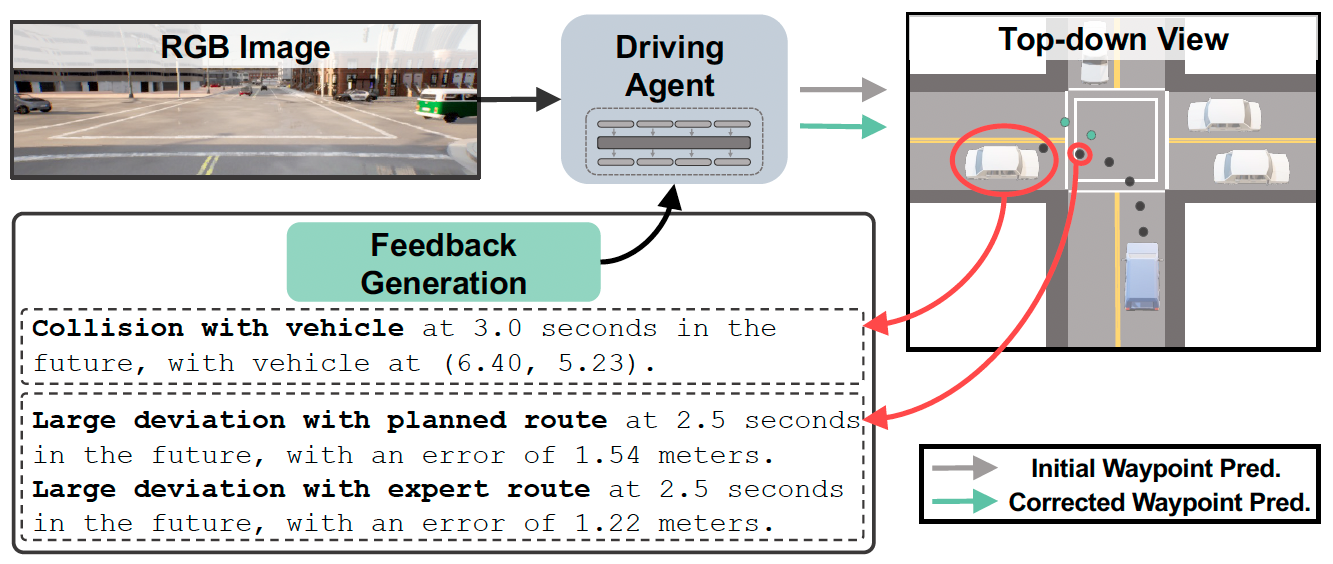 RGB Image
Driving
Agent
Top-down View
Feedback
Generation
Collision with vehicle at 3.0 seconds in the
future, with vehicle at (6.40, 5.23).
Large deviation with planned route at 2.5 seconds
in the future, with an error of 1.54 meters.
Large deviation with expert route at 2.5 seconds
in the future, with an error of 1.22 meters.
Initial Waypoint Pred.
Corrected Waypoint Pred.